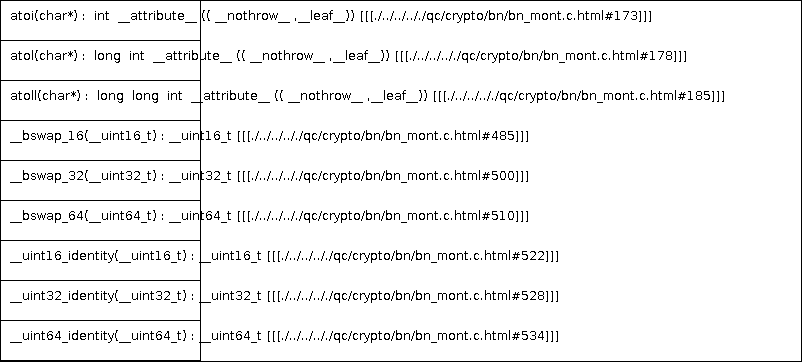 atoi(char*) : int __attribute__ (( __nothrow__ ,__leaf__)) [[[./../../../qc/crypto/bn/bn_mont.c.html#173]]]
atol(char*) : long int __attribute__ (( __nothrow__ ,__leaf__)) [[[./../../../qc/crypto/bn/bn_mont.c.html#178]]]
atoll(char*) : long long int __attribute__ (( __nothrow__ ,__leaf__)) [[[./../../../qc/crypto/bn/bn_mont.c.html#185]]]
__bswap_16(__uint16_t) : __uint16_t [[[./../../../qc/crypto/bn/bn_mont.c.html#485]]]
__bswap_32(__uint32_t) : __uint32_t [[[./../../../qc/crypto/bn/bn_mont.c.html#500]]]
__bswap_64(__uint64_t) : __uint64_t [[[./../../../qc/crypto/bn/bn_mont.c.html#510]]]
__uint16_identity(__uint16_t) : __uint16_t [[[./../../../qc/crypto/bn/bn_mont.c.html#522]]]
__uint32_identity(__uint32_t) : __uint32_t [[[./../../../qc/crypto/bn/bn_mont.c.html#528]]]
__uint64_identity(__uint64_t) : __uint64_t [[[./../../../qc/crypto/bn/bn_mont.c.html#534]]]